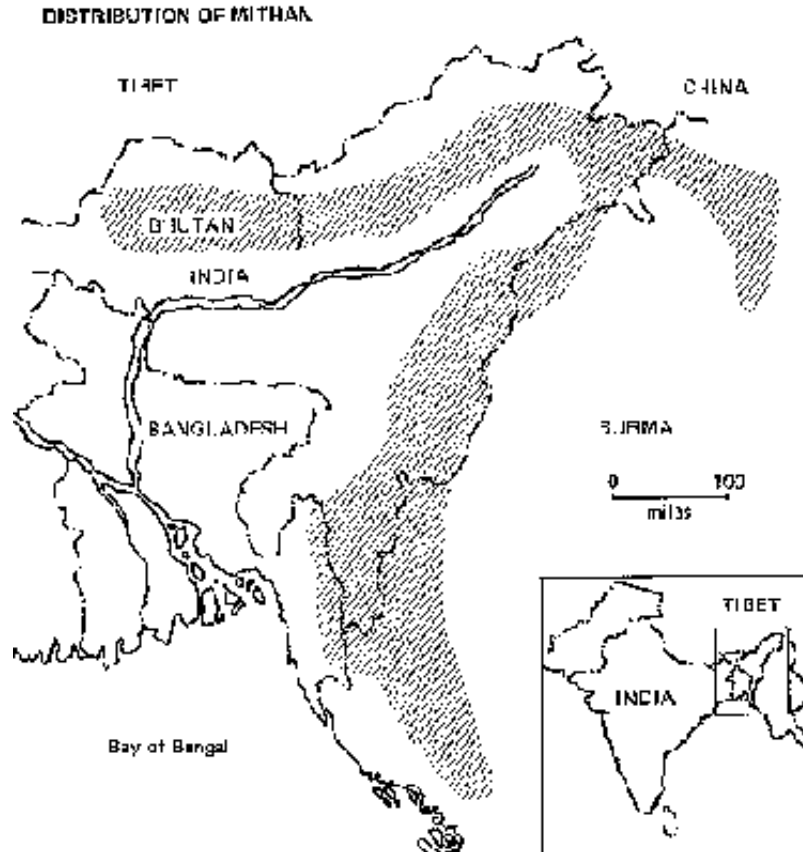 DISTRIBUTION OF MITHAN
TIBET
CHINA
BHUTAN
INDIA
BANGLADESH
BURMA
0 100
miles
TIBET
INDIA
Bay of Bengal